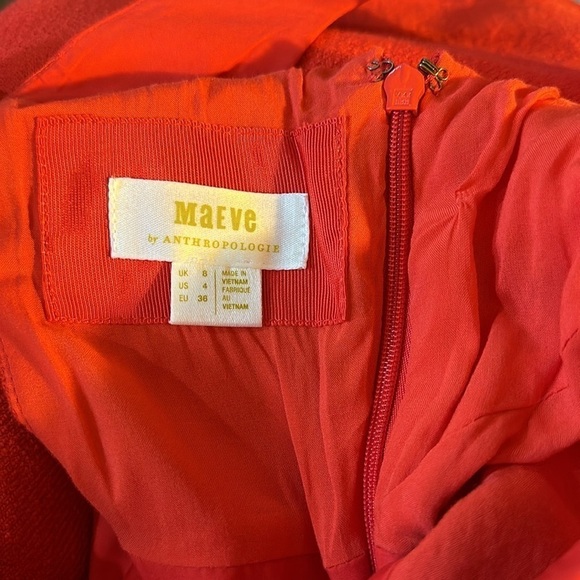 MaEve
by ANTHROPOLOGIE
UK 8
US 4
EU 36
MADE IN
VIETNAM
FABRIQUÉ
AU
VIETNAM